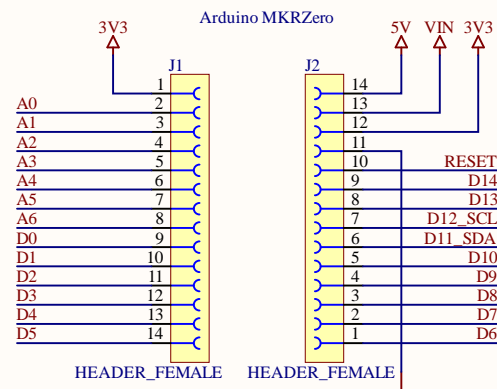 Arduino MKRZero
3V3 5V VIN 3V3
J1 J2
1 14
A0 2 13
A1 3 12
A2 4 11
A3 5 10 RESET
A4 6 9 D14
A5 7 8 D13
A6 8 7 D12_SCL
D0 9 6 D11_SDA
D1 10 5 D10
D2 11 4 D9
D3 12 3 D8
D4 13 2 D7
D5 14 1 D6
HEADER_FEMALE HEADER_FEMALE